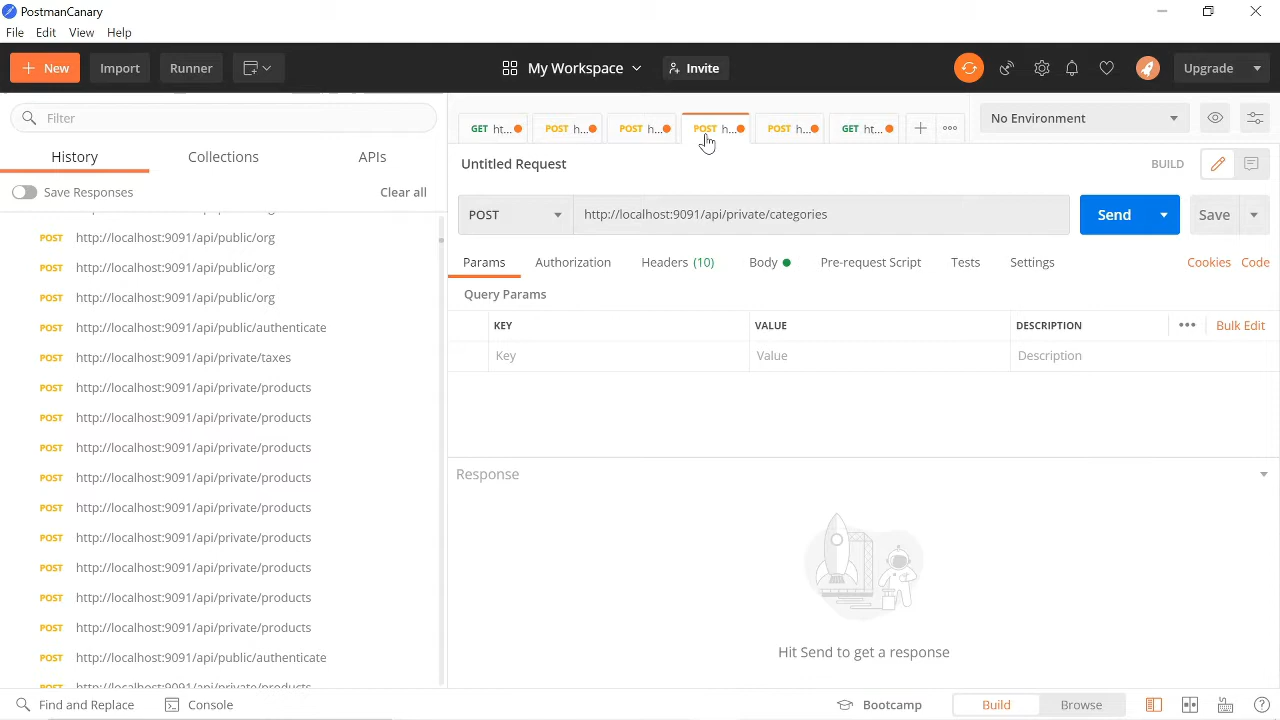 PostmanCanary
File Edit View Help
New Import Runner My Workspace Invite Upgrade
Filter
GET ht... POST h... POST h... POST h... POST h... GET ht... No Environment
History Collections APIs
Untitled Request BUILD
Save Responses Clear all
POST http://localhost:9091/api/private/categories Send Save
POST http://localhost:9091/api/public/org
Params Authorization Headers (10) Body Pre-request Script Tests Settings Cookies Code
POST http://localhost:9091/api/public/org
Query Params
POST http://localhost:9091/api/public/org
KEY VALUE DESCRIPTION Bulk Edit
POST http://localhost:9091/api/public/authenticate
Key Value Description
POST http://localhost:9091/api/private/taxes
POST http://localhost:9091/api/private/products
POST http://localhost:9091/api/private/products
POST http://localhost:9091/api/private/products
Response
POST http://localhost:9091/api/private/products
POST http://localhost:9091/api/private/products
POST http://localhost:9091/api/private/products
POST http://localhost:9091/api/private/products
POST http://localhost:9091/api/private/products
POST http://localhost:9091/api/private/products
Hit Send to get a response
POST http://localhost:9091/api/public/authenticate
POST http://localhost:9091/api/private/products
Find and Replace Console Bootcamp Build Browse